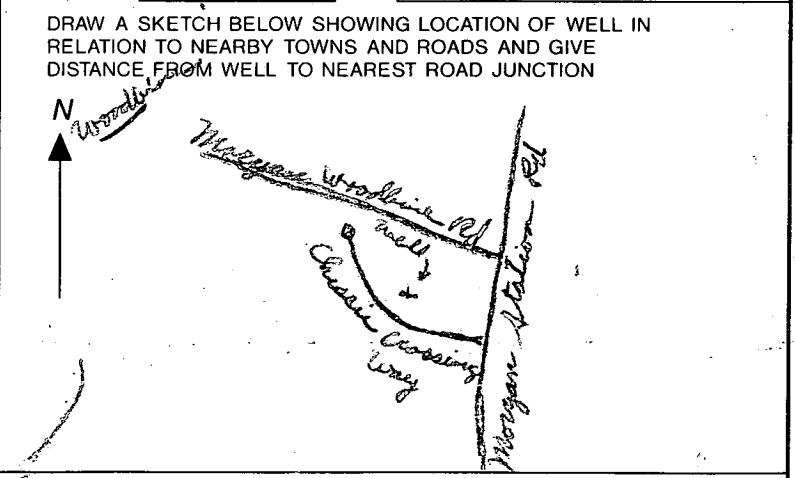 DRAW A SKETCH BELOW SHOWING LOCATION OF WELL IN
RELATION TO NEARBY TOWNS AND ROADS AND GIVE
DISTANCE FROM WELL TO NEAREST ROAD JUNCTION
N
Woodbine
Morgan Woodbine Rd
well
Chessie Crossing
Way
Morgan Station Rd